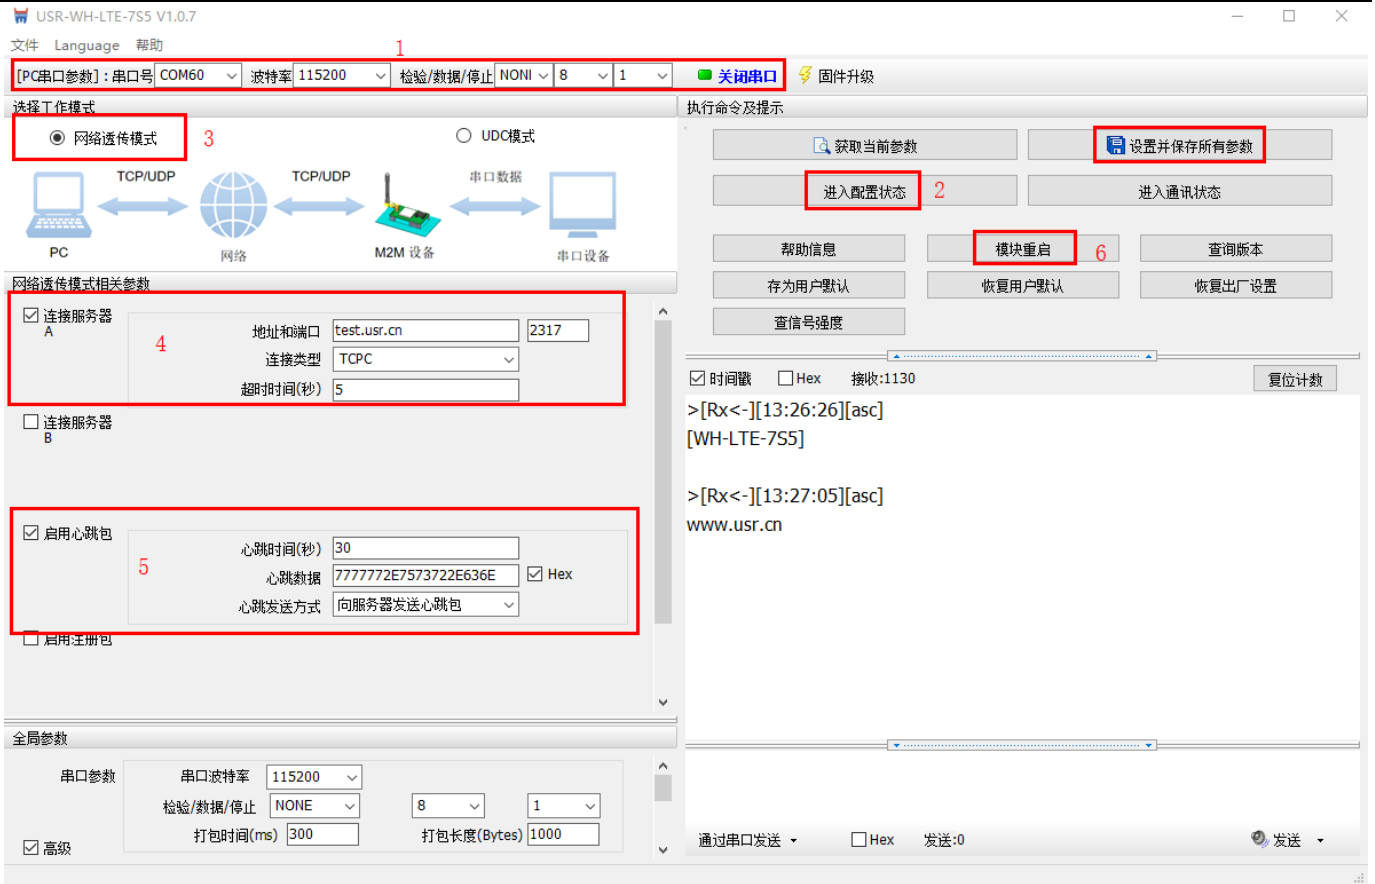 USR-WH-LTE-7S5 V1.0.7
文件 Language 帮助
1
[PC串口参数]：串口号 COM60 波特率 115200 检验/数据/停止 NONI 8 1 关闭串口 固件升级
选择工作模式
网络透传模式 3 UDC模式
TCP/UDP TCP/UDP 串口数据
PC 网络 M2M 设备 串口设备
网络透传模式相关参数
连接服务器
A
4
地址和端口 test.usr.cn 2317
连接类型 TCPC
超时时间(秒) 5
连接服务器
B
启用心跳包
5
心跳时间(秒) 30
心跳数据 7777772E7573722E636E Hex
心跳发送方式 向服务器发送心跳包
启用注册包
全局参数
串口参数 串口波特率 115200
检验/数据/停止 NONE 8 1
打包时间(ms) 300 打包长度(Bytes) 1000
高级
执行命令及提示
获取当前参数 设置并保存所有参数
进入配置状态 2 进入通讯状态
帮助信息 模块重启 6 查询版本
存为用户默认 恢复用户默认 恢复出厂设置
查信号强度
时间戳 Hex 接收:1130 复位计数
>[Rx<-][13:26:26][asc]
[WH-LTE-7S5]
>[Rx<-][13:27:05][asc]
www.usr.cn
通过串口发送 Hex 发送:0 发送